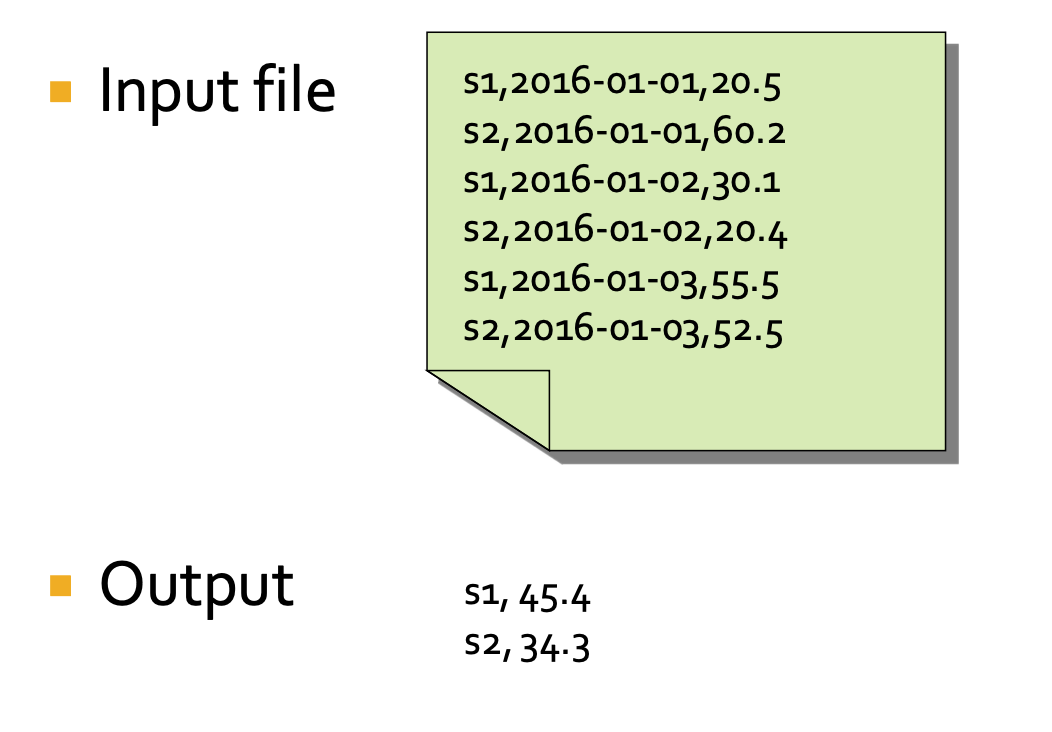 Input file
s1,2016-01-01,20.5
s2,2016-01-01,60.2
s1,2016-01-02,30.1
s2,2016-01-02,20.4
s1,2016-01-03,55.5
s2,2016-01-03,52.5
Output
s1, 45.4
s2, 34.3